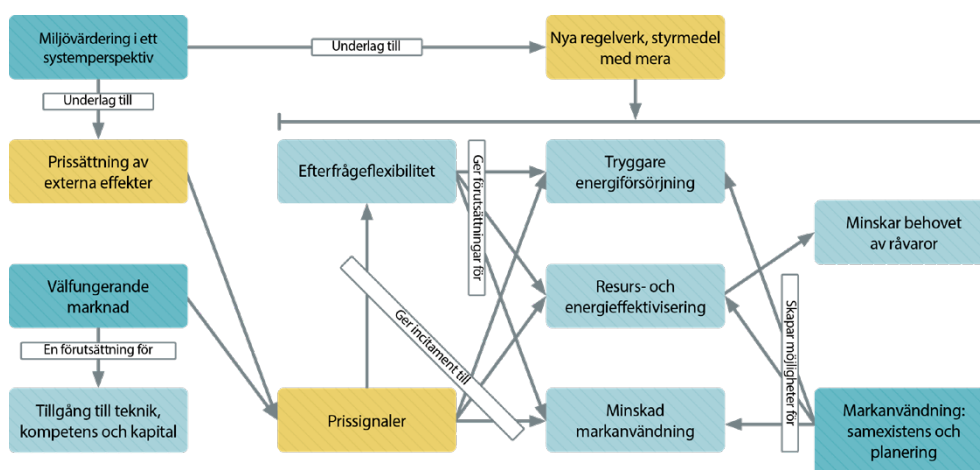 Miljövärdering i ett
systemperspektiv
Underlag till
Nya regelverk, styrmedel
med mera
Underlag till
Prissättning av
externa effekter
Efterfrågeflexibilitet
Ger förutsättningar för
Tryggare
energiförsörjning
Minskar behovet
av råvaror
Välfungerande
marknad
Resurs- och
energieffektivisering
En förutsättning för
Ger incitament till
Skapar möjligheter för
Tillgång till teknik,
kompetens och kapital
Prissignaler
Minskad
markanvändning
Markanvändning:
samexistens och
planering